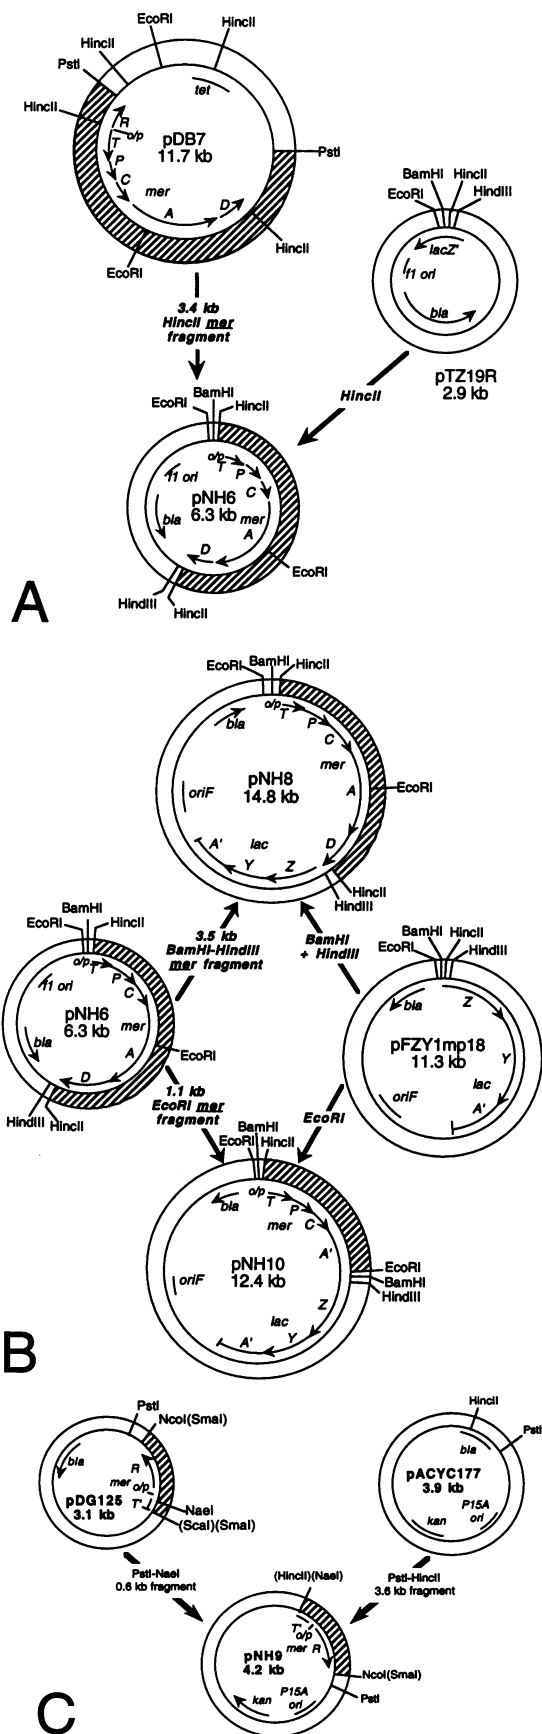 EcoRI
HincII
HincII
PstI
HincII
tet
R
o/p
T
P
C
mer
A
D
pDB7
11.7 kb
PstI
HincII
EcoRI
BamHI
HincII
EcoRI
HindIII
lacZ'
f1 ori
bla
pTZ19R
2.9 kb
3.4 kb
HincII mer
fragment
HincII
BamHI
EcoRI
HincII
o/p
T
P
C
f1 ori
pNH6
6.3 kb
mer
bla
A
D
EcoRI
HindIII
HincII
A
EcoRI
BamHI
HincII
o/p
T
P
bla
C
mer
pNH8
14.8 kb
oriF
A
EcoRI
D
A'
lac
Y
Z
HincII
HindIII
BamHI
EcoRI
HincII
o/p
T
P
C
f1 ori
pNH6
6.3 kb
mer
bla
A
D
EcoRI
HindIII
HincII
3.5 kb
BamHI-HindIII
mer fragment
BamHI
+ HindIII
BamHI
HincII
EcoRI
HindIII
bla
Z
pFZY1mp18
11.3 kb
Y
lac
oriF
A'
1.1 kb
EcoRI mer
fragment
EcoRI
BamHI
EcoRI
HincII
o/p
T
bla
P
mer
C
A'
pNH10
12.4 kb
oriF
EcoRI
BamHI
HindIII
Z
lac
Y
A'
B
PstI
NcoI(SmaI)
bla
R
mer
o/p
T'
pDG125
3.1 kb
NaeI
(ScaI)(SmaI)
HincII
PstI
bla
pACYC177
3.9 kb
P15A
ori
kan
PstI-NaeI
0.6 kb fragment
PstI-HincII
3.6 kb fragment
(HincII)(NaeI)
T'
o/p
mer
R
pNH9
4.2 kb
P15A
ori
kan
NcoI(SmaI)
PstI
C